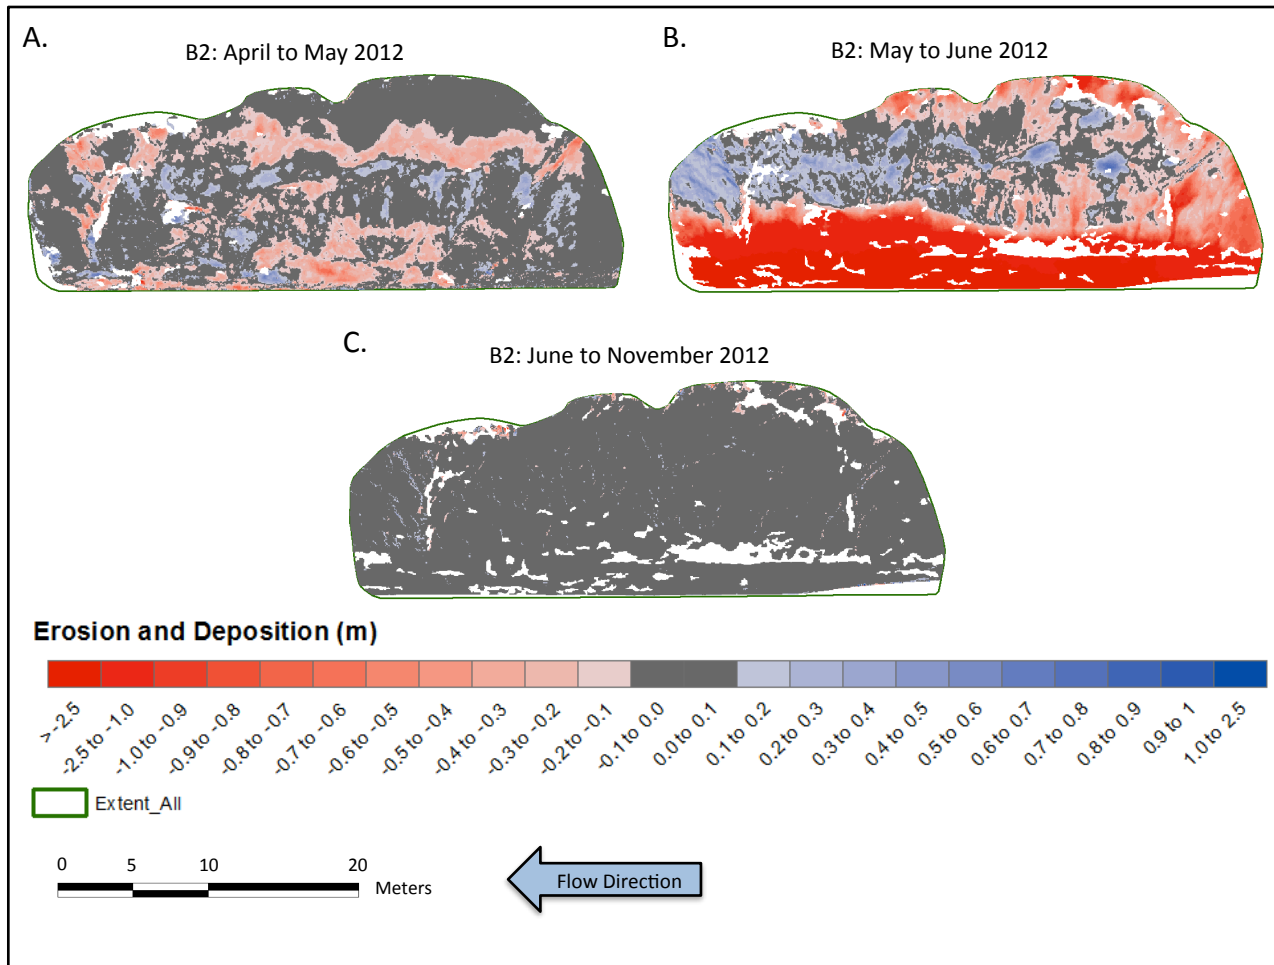 A.
B2: April to May 2012
B.
B2: May to June 2012
C.
B2: June to November 2012
Erosion and Deposition (m)
>-2.5
-2.5 to -1.0
-1.0 to -0.9
-0.9 to -0.8
-0.8 to -0.7
-0.7 to -0.6
-0.6 to -0.5
-0.5 to -0.4
-0.4 to -0.3
-0.3 to -0.2
-0.2 to -0.1
-0.1 to 0.0
0.0 to 0.1
0.1 to 0.2
0.2 to 0.3
0.3 to 0.4
0.4 to 0.5
0.5 to 0.6
0.6 to 0.7
0.7 to 0.8
0.8 to 0.9
0.9 to 1
1.0 to 2.5
Extent_All
0 5 10 20
Meters
Flow Direction